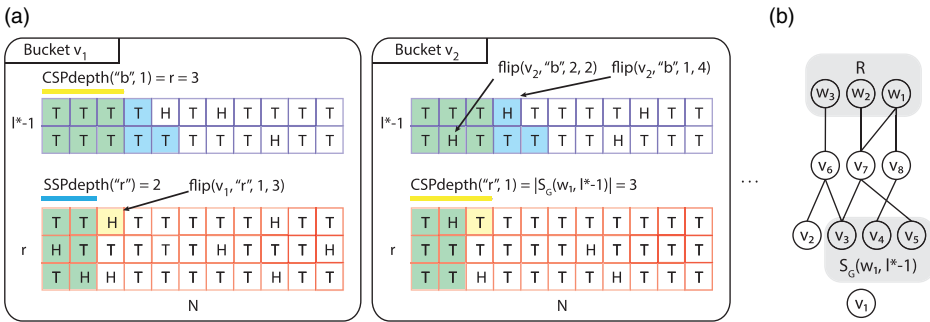 (a)
Bucket v₁
CSPdepth("b", 1) = r = 3
l*-1
T T T T H T H T T T T
T T T T T T T T H T T
SSPdepth("r") = 2
flip(v₁, "r", 1, 3)
r
T T H T T T T T H T T
H T T T T T H T T T H
T H H T T T T H T T T
N
Bucket v₂
flip(v₂, "b", 2, 2)
flip(v₂, "b", 1, 4)
l*-1
T T T H T T T T H T T
T H T T T T T H T T T
CSPdepth("r", 1) = |S_G(w₁, l*-1)| = 3
r
T H T T T T T T T T T
T T T T T T H T T T T
T T H T T T T H T T T
N
...
(b)
R
w₃ w₂ w₁
v₆ v₇ v₈
v₂ v₃ v₄ v₅
S_G(w₁, l*-1)
v₁